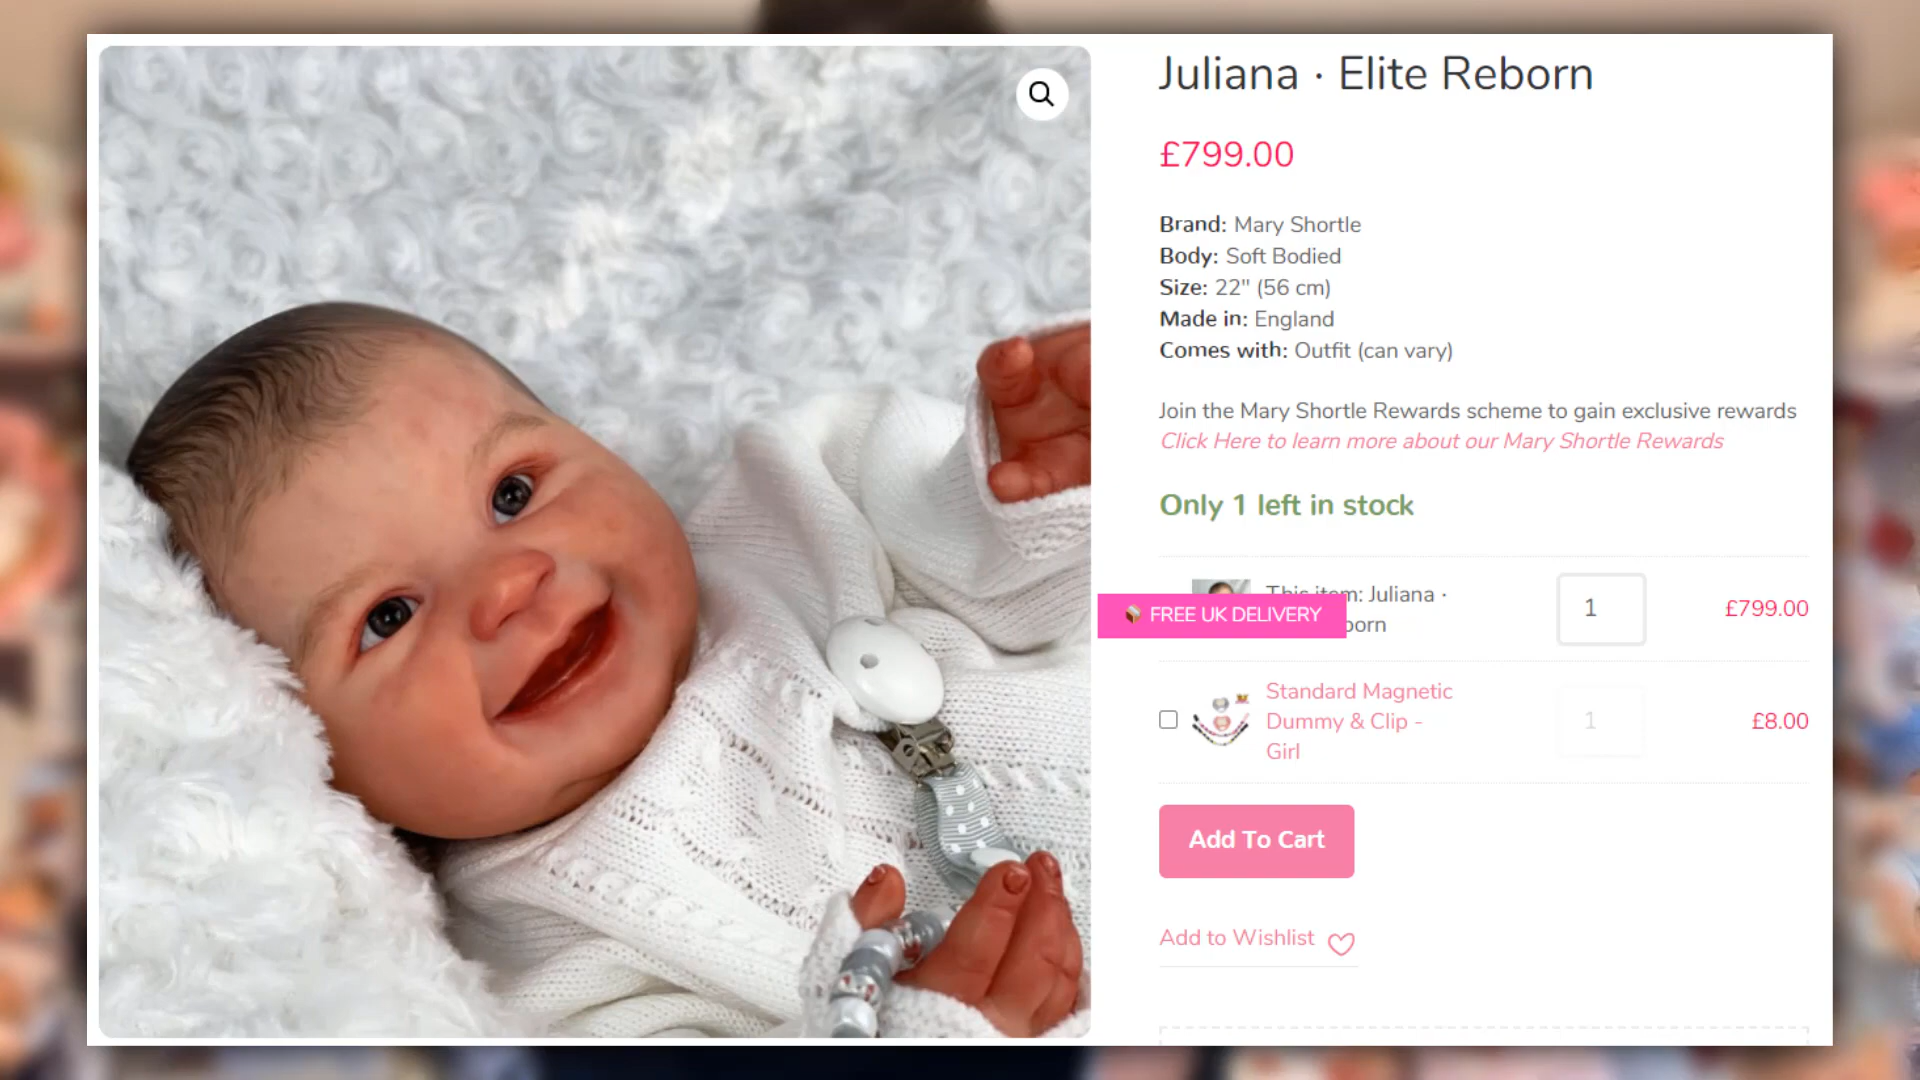 Juliana · Elite Reborn
£799.00
Brand: Mary Shortle
Body: Soft Bodied
Size: 22" (56 cm)
Made in: England
Comes with: Outfit (can vary)
Join the Mary Shortle Rewards scheme to gain exclusive rewards
Click Here to learn more about our Mary Shortle Rewards
Only 1 left in stock
This item: Juliana ·
1
£799.00
FREE UK DELIVERY
Standard Magnetic
Dummy & Clip -
Girl
1
£8.00
Add To Cart
Add to Wishlist